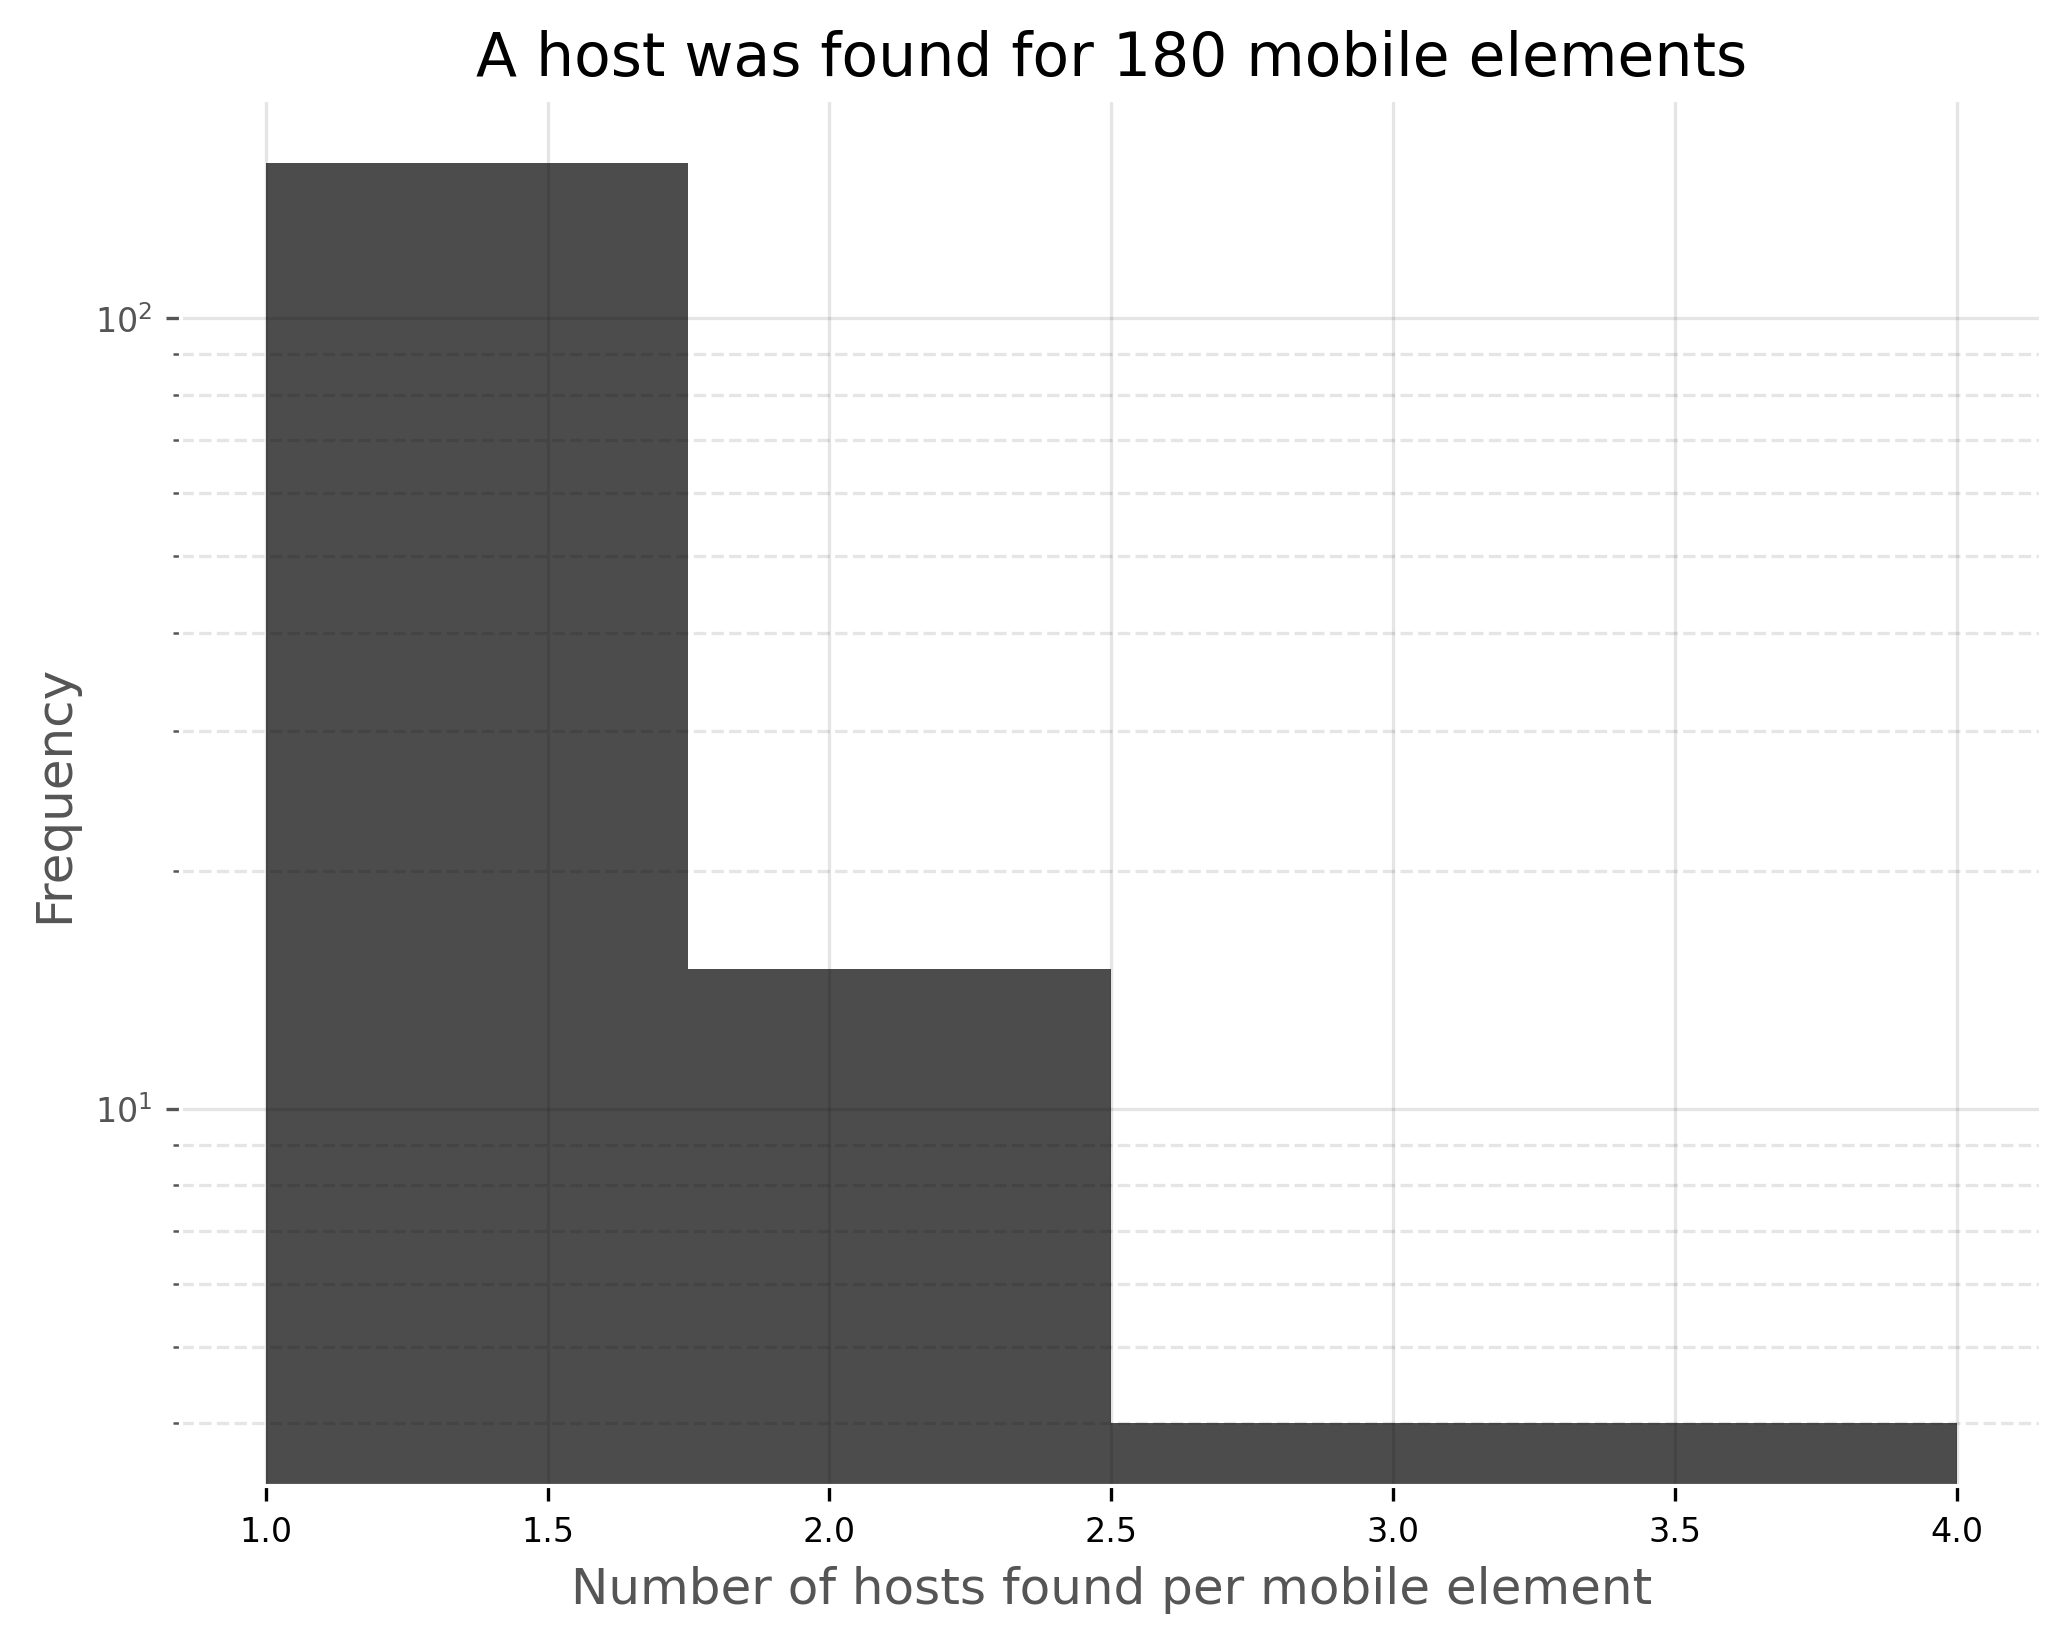 A host was found for 180 mobile elements
Frequency
10²
10¹
1.0 1.5 2.0 2.5 3.0 3.5 4.0
Number of hosts found per mobile element